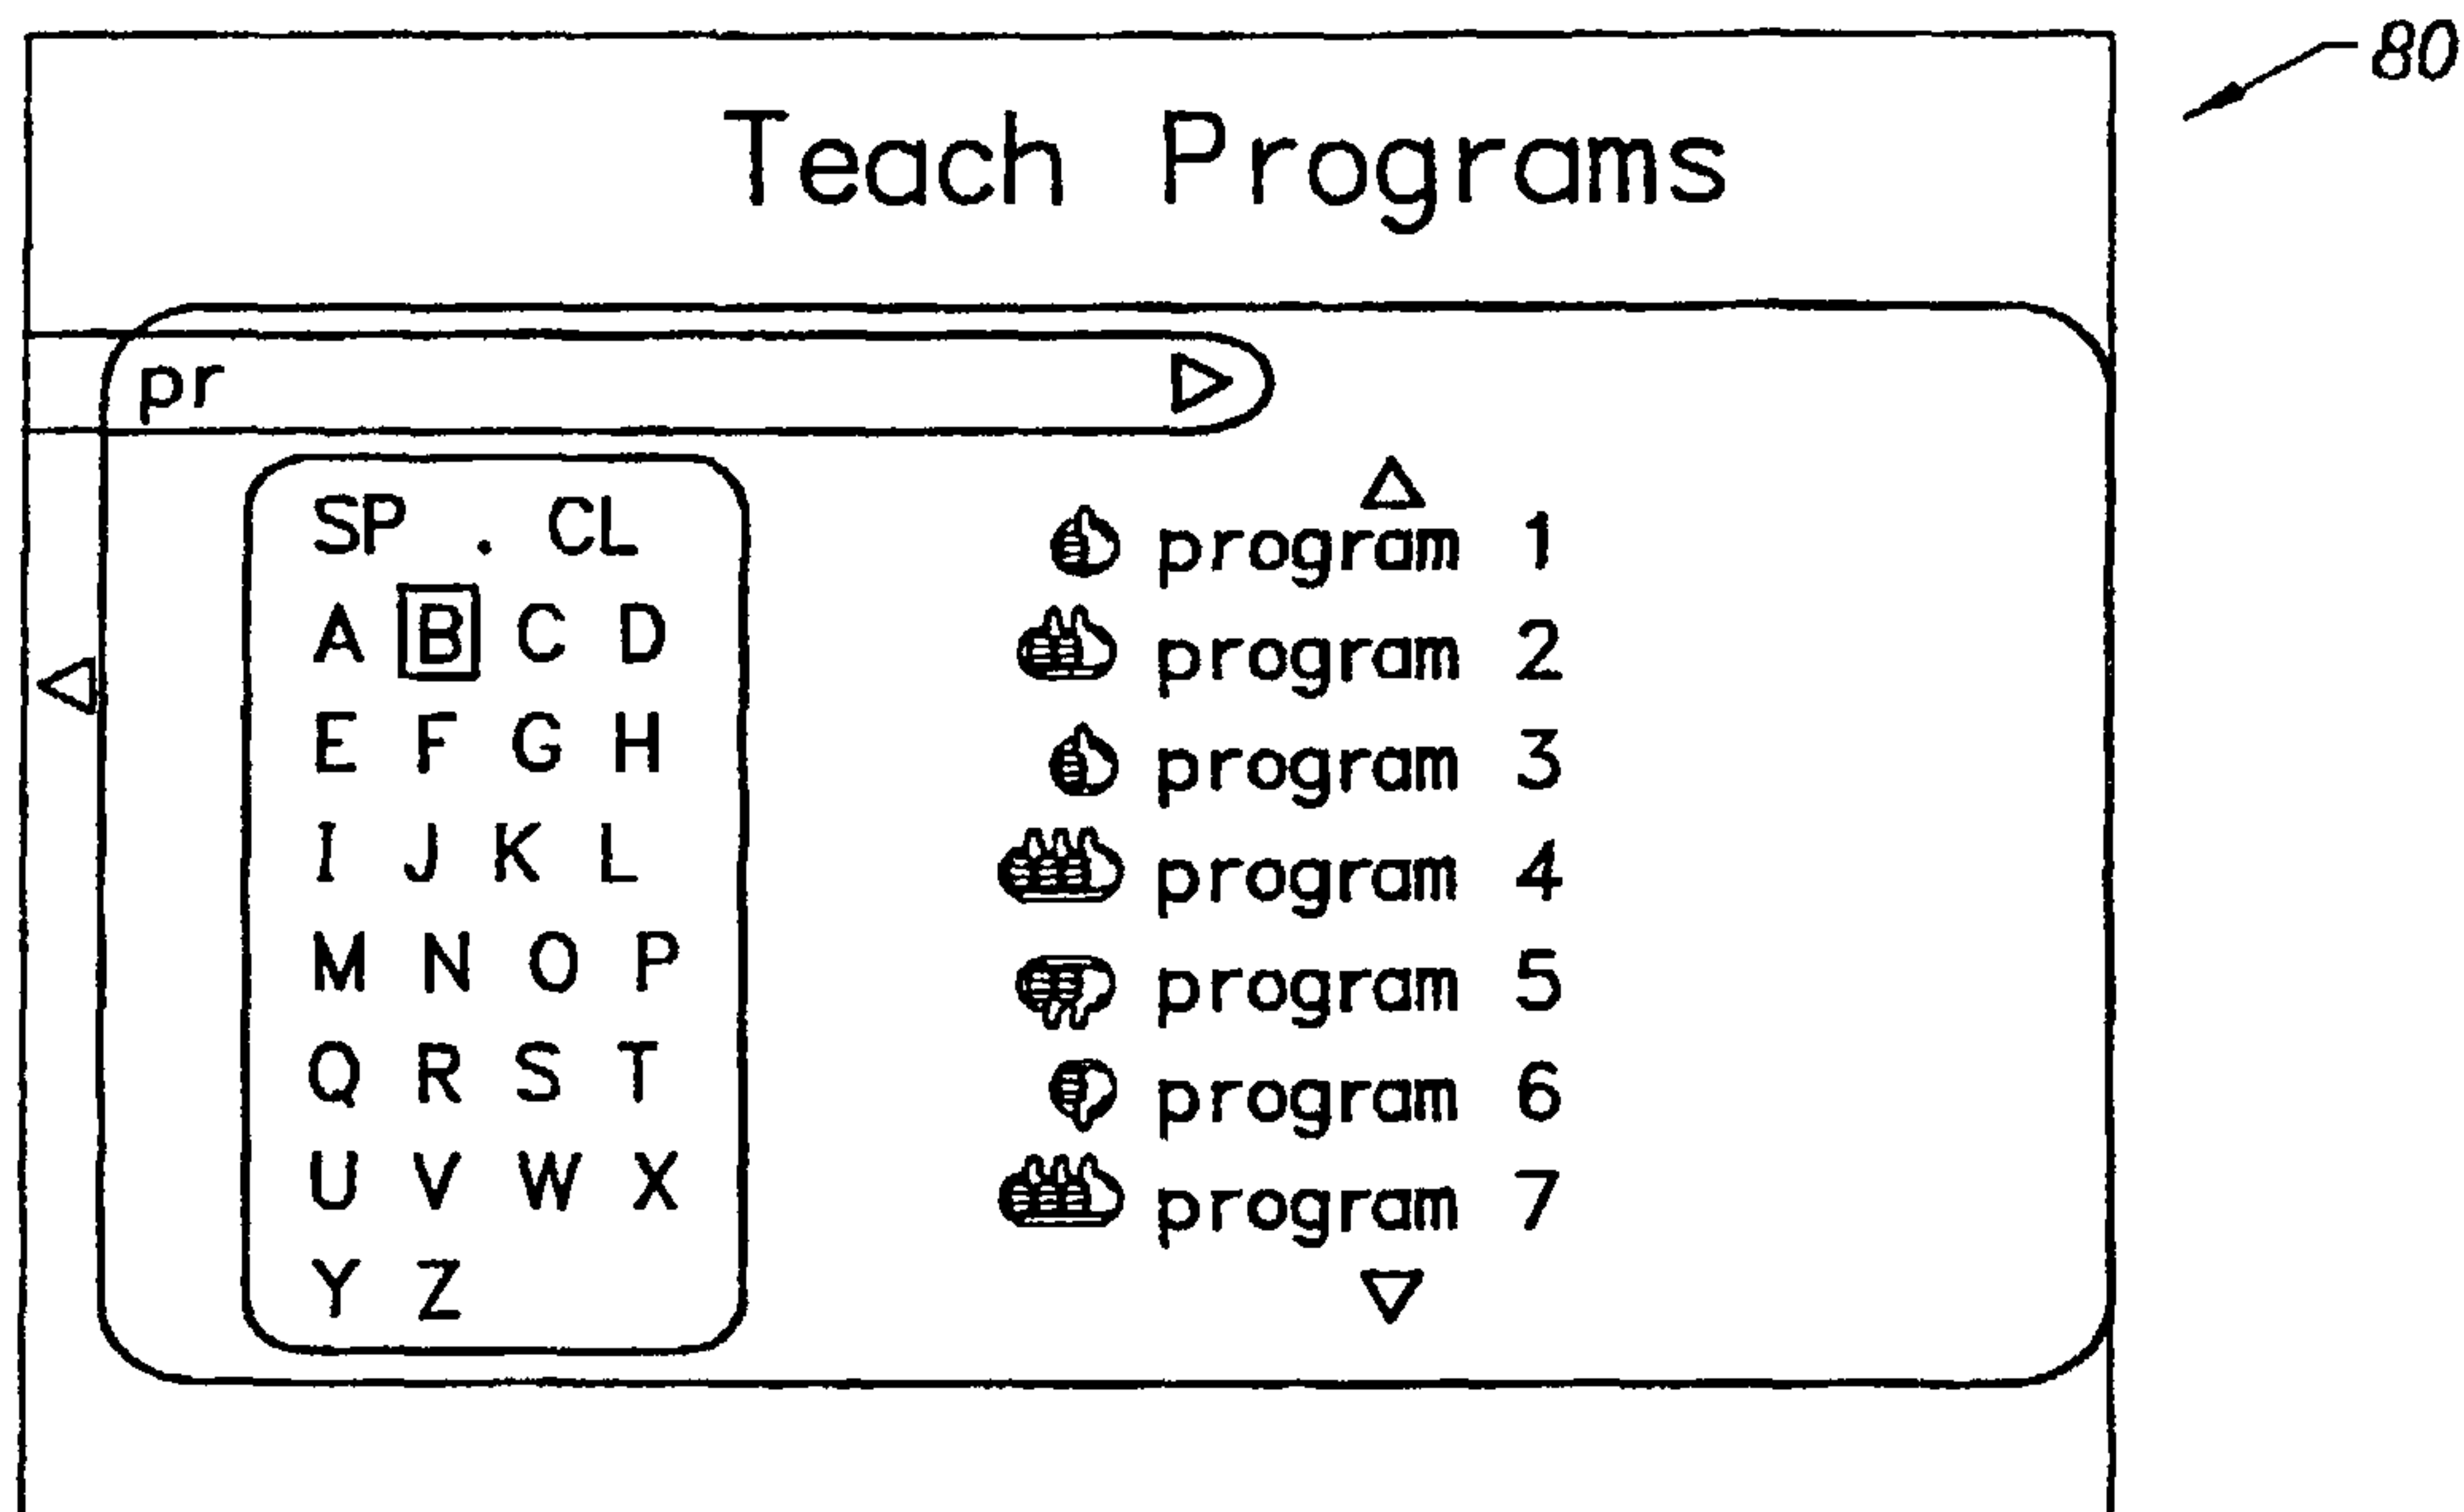 80
Teach Programs
pr
SP . CL
A B C D
E F G H
I J K L
M N O P
Q R S T
U V W X
Y Z
program 1
program 2
program 3
program 4
program 5
program 6
program 7